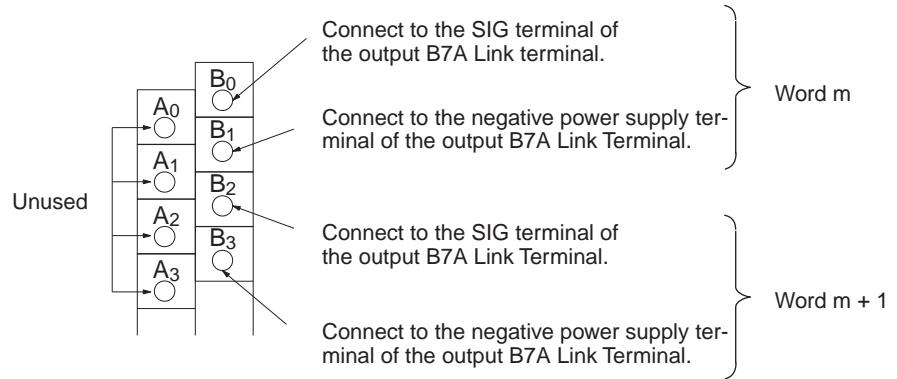 Connect to the SIG terminal of
the output B7A Link terminal.
B0
A0
Word m
Connect to the negative power supply ter-
minal of the output B7A Link Terminal.
B1
A1
B2
Unused
A2
Connect to the SIG terminal of
the output B7A Link Terminal.
B3
A3
Word m + 1
Connect to the negative power supply ter-
minal of the output B7A Link Terminal.